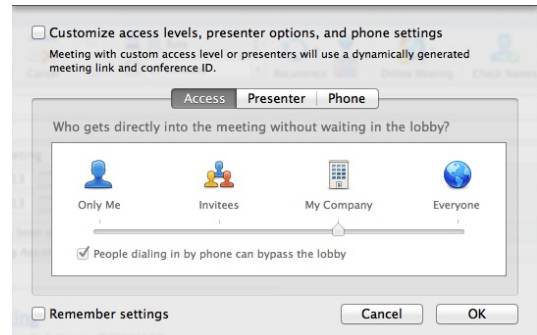 Customize access levels, presenter options, and phone settings
Meeting with custom access level or presenters will use a dynamically generated
meeting link and conference ID.
Access Presenter Phone
Who gets directly into the meeting without waiting in the lobby?
Only Me Invitees My Company Everyone
People dialing in by phone can bypass the lobby
Remember settings Cancel OK